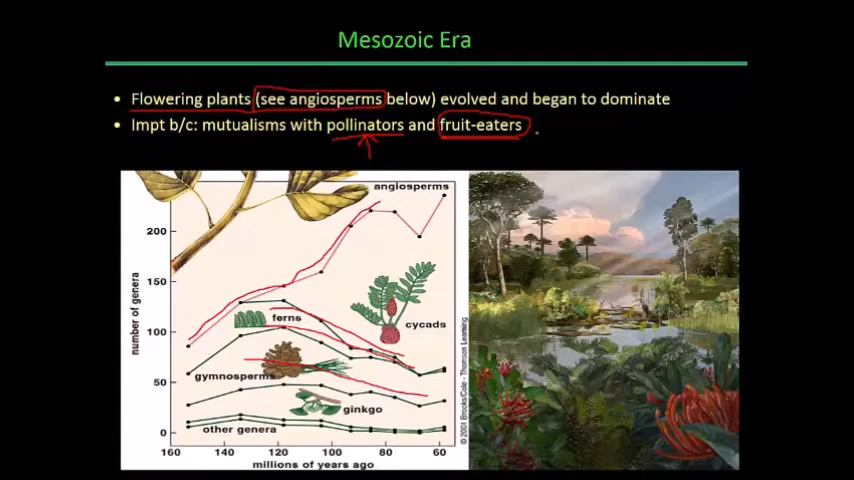 Mesozoic Era
• Flowering plants (see angiosperms below) evolved and began to dominate
• Impt b/c: mutualisms with pollinators and fruit-eaters
angiosperms
200
150
100
50
0
number of genera
ferns
cycads
gymnosperms
ginkgo
other genera
160 140 120 100 80 60
millions of years ago
© 2001 Brooks/Cole - Thomson Learning